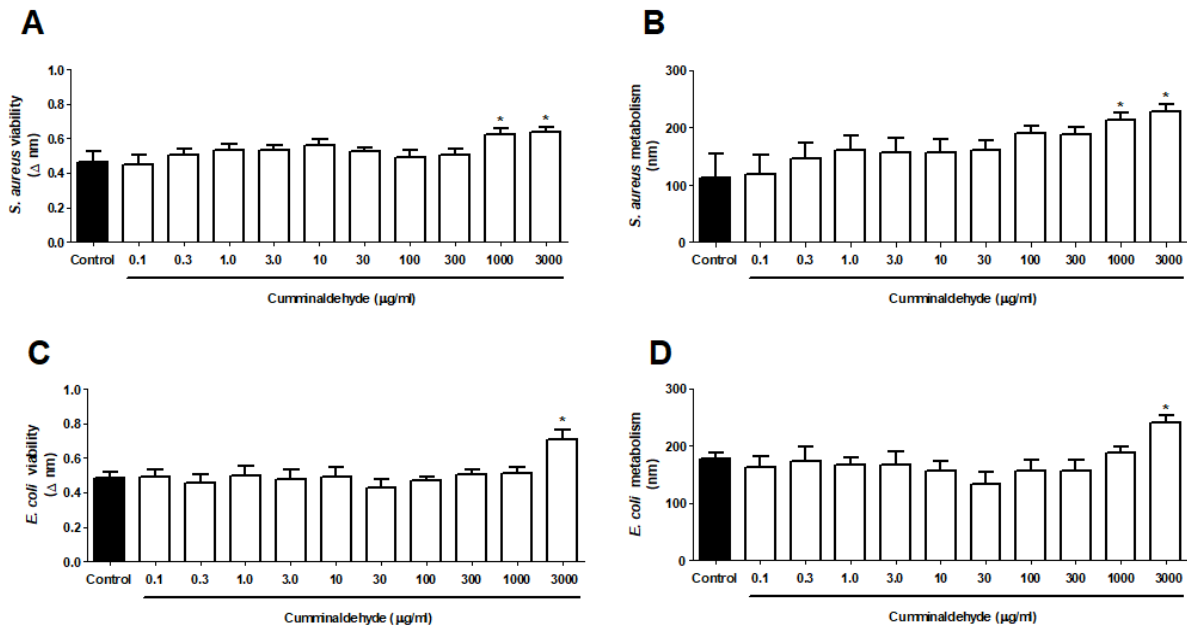 A
S. aureus viability
(Δ nm)
1.0
0.8
0.6
0.4
0.2
0.0
* *
Control 0.1 0.3 1.0 3.0 10 30 100 300 1000 3000
Cumminaldehyde (µg/ml)
B
S. aureus metabolism
(nm)
300
200
100
0
* *
Control 0.1 0.3 1.0 3.0 10 30 100 300 1000 3000
Cumminaldehyde (µg/ml)
C
E. coli viability
(Δ nm)
1.0
0.8
0.6
0.4
0.2
0.0
*
Control 0.1 0.3 1.0 3.0 10 30 100 300 1000 3000
Cumminaldehyde (µg/ml)
D
E. coli metabolism
(nm)
300
200
100
0
*
Control 0.1 0.3 1.0 3.0 10 30 100 300 1000 3000
Cumminaldehyde (µg/ml)